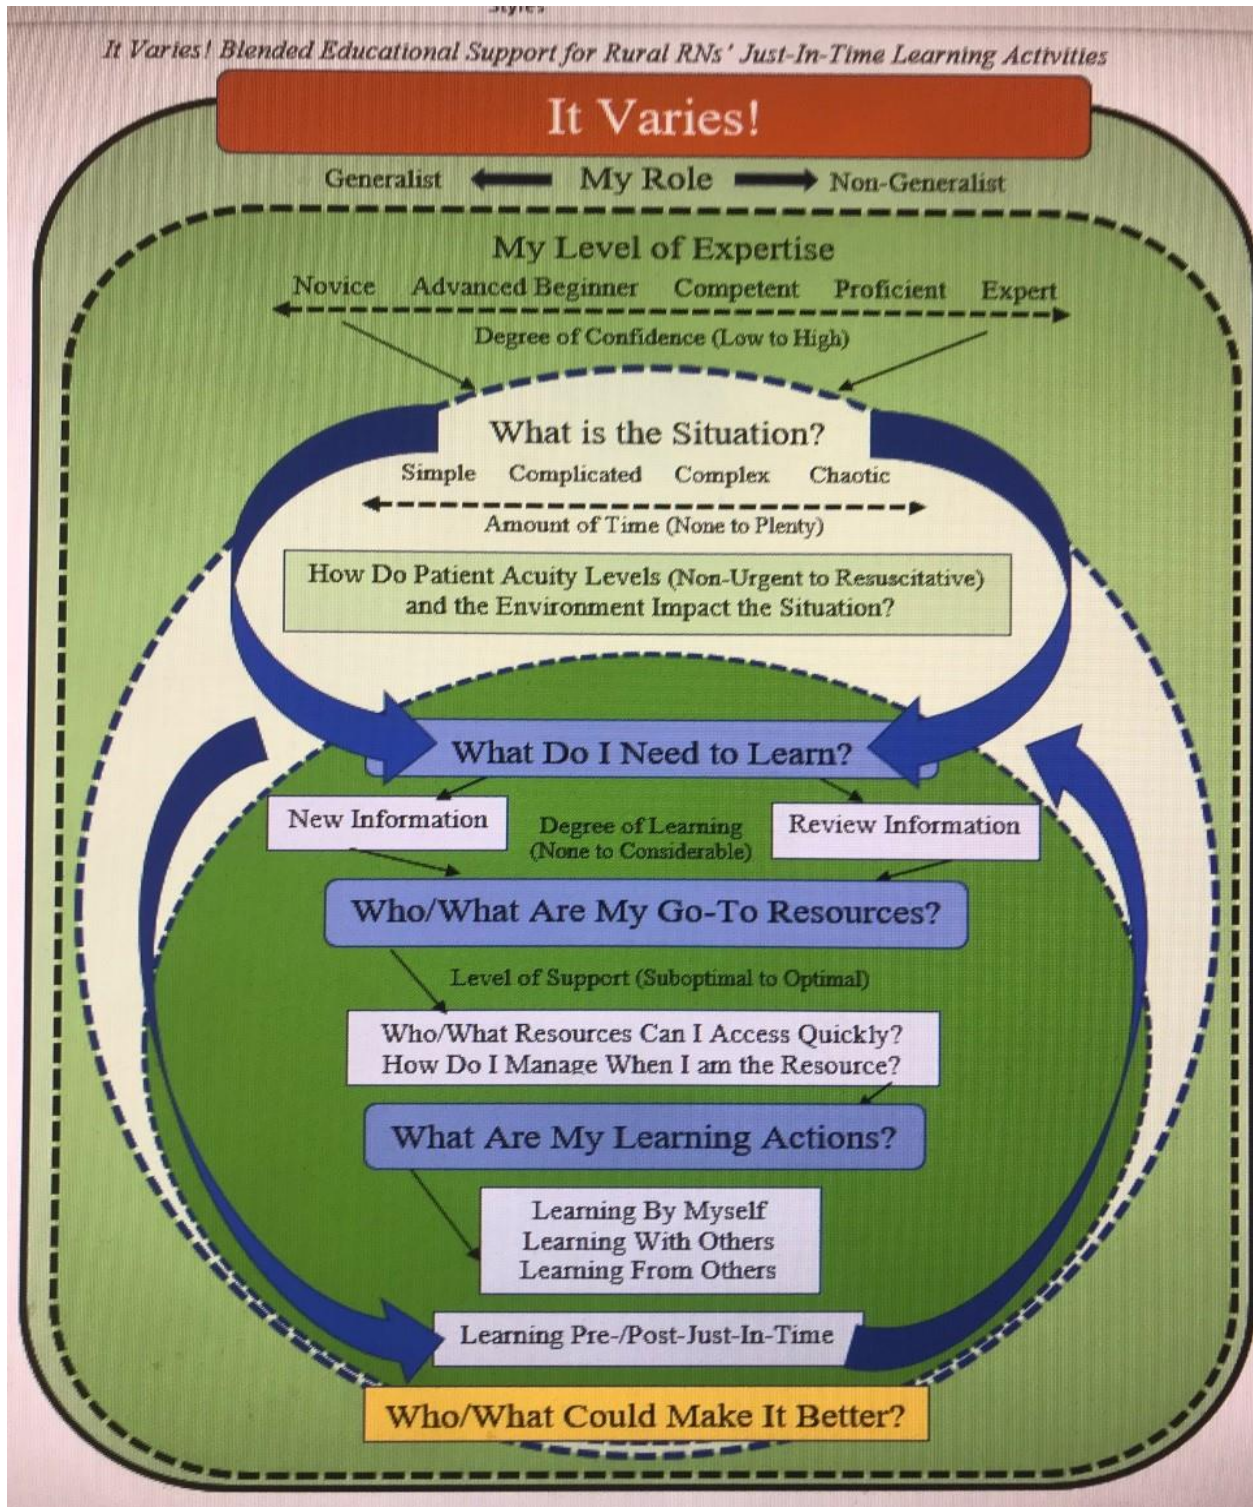 Styles
It Varies! Blended Educational Support for Rural RNs' Just-In-Time Learning Activities
It Varies!
Generalist My Role Non-Generalist
My Level of Expertise
Novice Advanced Beginner Competent Proficient Expert
Degree of Confidence (Low to High)
What is the Situation?
Simple Complicated Complex Chaotic
Amount of Time (None to Plenty)
How Do Patient Acuity Levels (Non-Urgent to Resuscitative)
and the Environment Impact the Situation?
What Do I Need to Learn?
New Information
Degree of Learning
(None to Considerable)
Review Information
Who/What Are My Go-To Resources?
Level of Support (Suboptimal to Optimal)
Who/What Resources Can I Access Quickly?
How Do I Manage When I am the Resource?
What Are My Learning Actions?
Learning By Myself
Learning With Others
Learning From Others
Learning Pre-/Post-Just-In-Time
Who/What Could Make It Better?